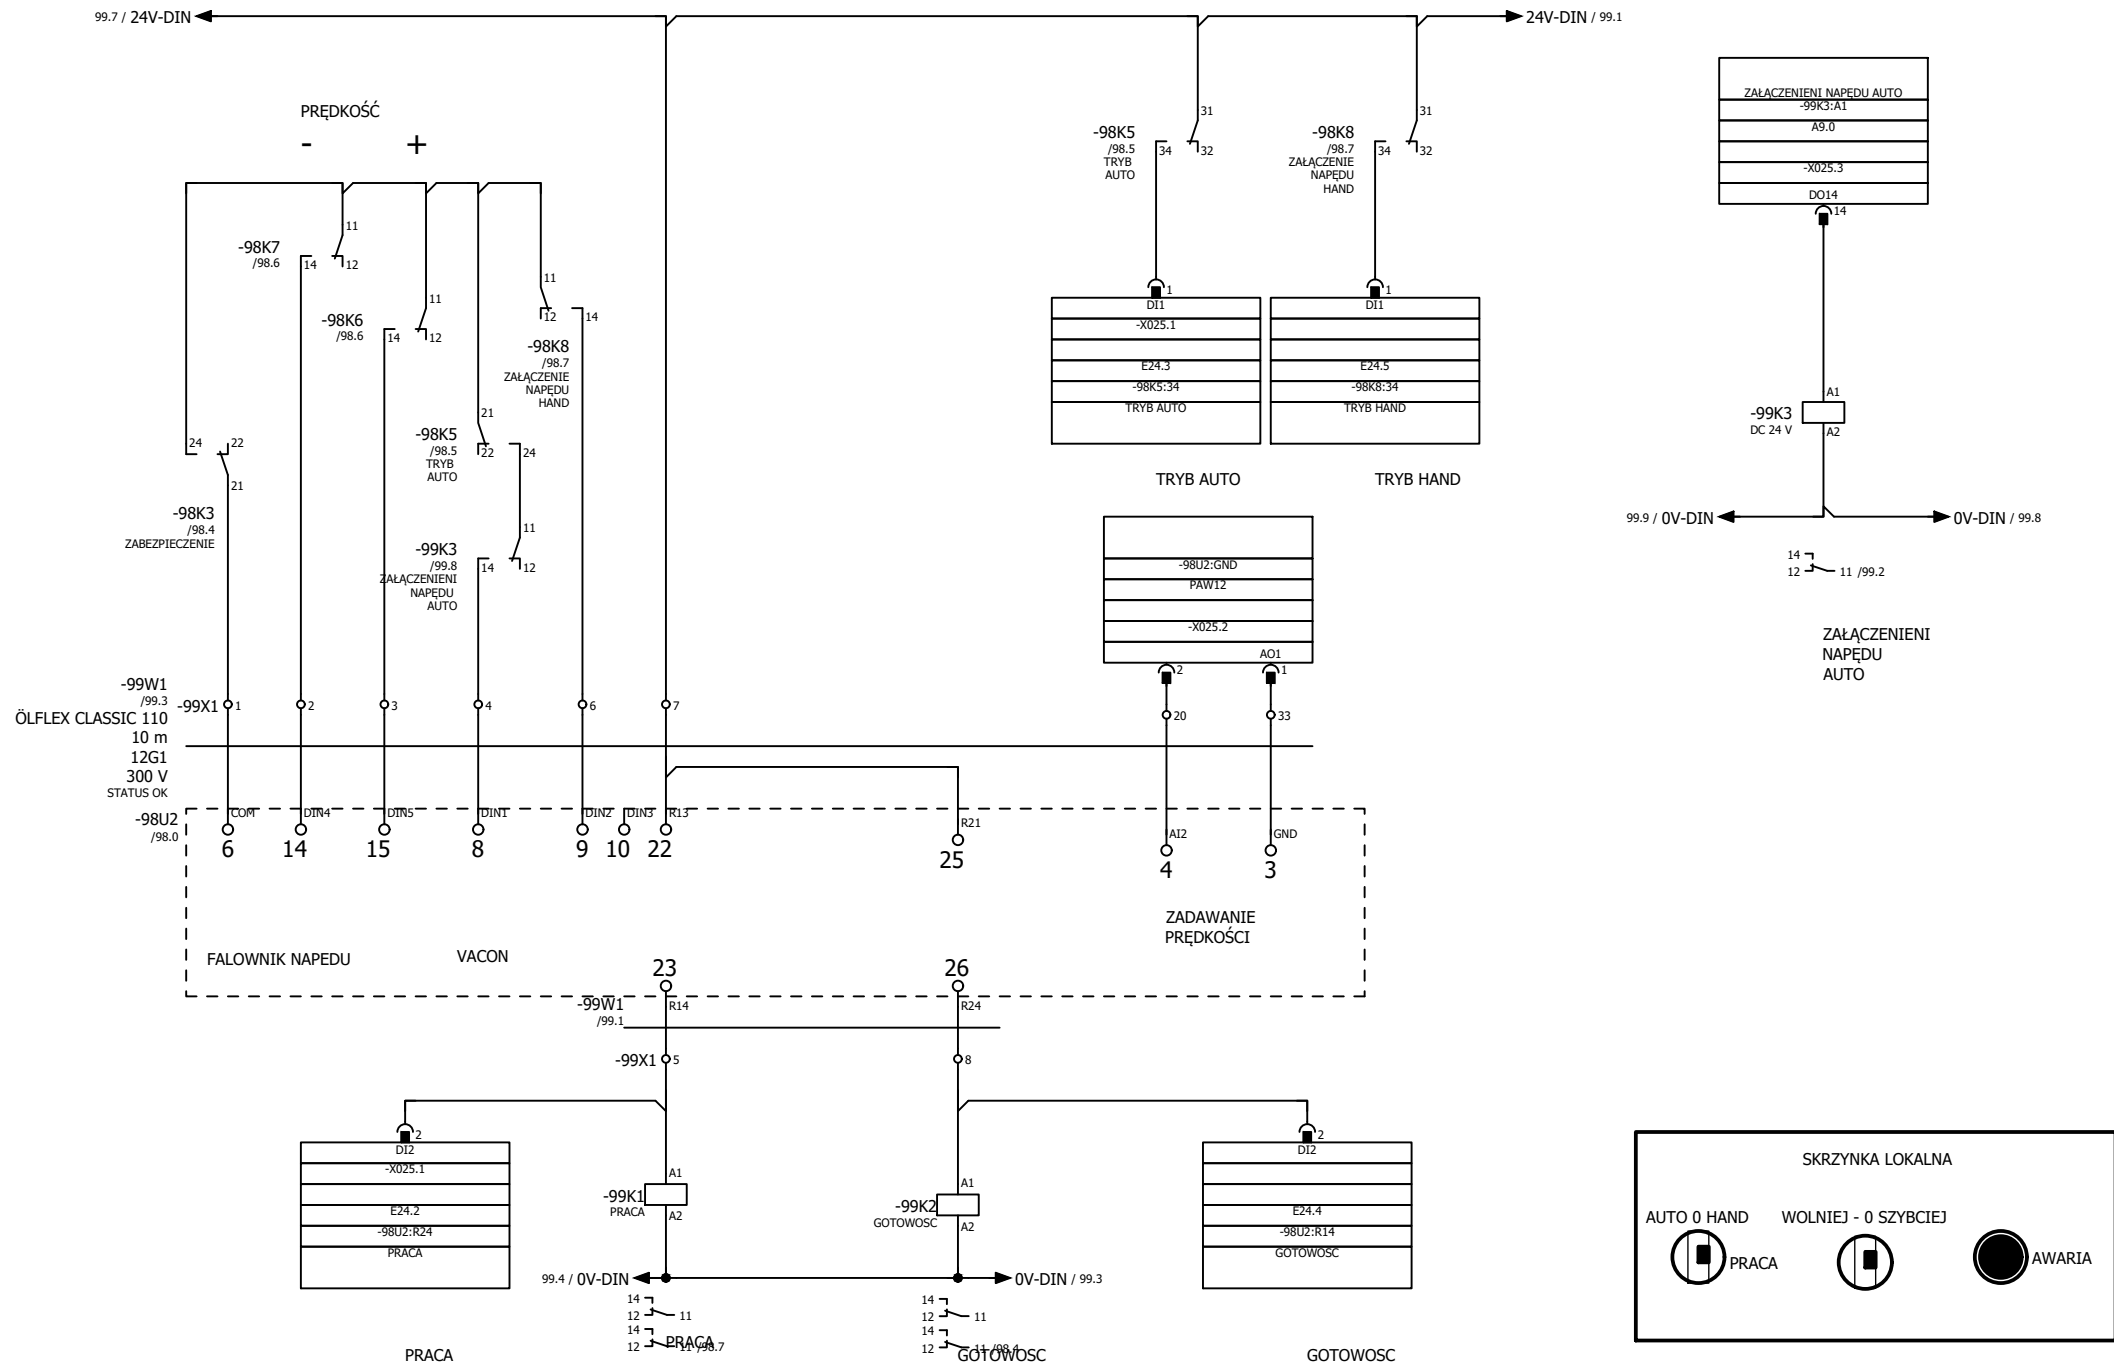 99.7 / 24V-DIN
24V-DIN / 99.1
PRĘDKOŚĆ
- +
11
-98K7
/98.6
14
12
11
-98K6
/98.6
14
12
11
12
14
-98K8
/98.7
ZAŁĄCZENIE
NAPĘDU
HAND
21
-98K5
/98.5
TRYB
AUTO
22
24
24
22
21
-98K3
/98.4
ZABEZPIECZENIE
11
-99K3
/99.8
ZAŁĄCZENIENI
NAPĘDU
AUTO
14
12
31
-98K5
/98.5
TRYB
AUTO
34
32
31
-98K8
/98.7
ZAŁĄCZENIE
NAPĘDU
HAND
34
32
1
DI1
-X025.1
E24.3
-98K5:34
TRYB AUTO
TRYB AUTO
1
DI1
E24.5
-98K8:34
TRYB HAND
TRYB HAND
ZAŁĄCZENIENI NAPĘDU AUTO
-99K3:A1
A9.0
-X025.3
DO14
14
A1
-99K3
DC 24 V
A2
99.9 / 0V-DIN
0V-DIN / 99.8
14
12
11 /99.2
ZAŁĄCZENIENI
NAPĘDU
AUTO
-98U2:GND
PAW12
-X025.2
AO1
2
1
20
33
-99W1
/99.3
ÖLFLEX CLASSIC 110
10 m
12G1
300 V
STATUS OK
-99X1
1
2
3
4
6
7
-98U2
/98.0
COM
DIN4
DIN5
DIN1
DIN2
DIN3
R13
R21
AI2
GND
6
14
15
8
9
10
22
25
4
3
ZADAWANIE
PRĘDKOŚCI
FALOWNIK NAPEDU
VACON
23
26
R14
R24
-99W1
/99.1
-99X1
5
8
2
DI2
-X025.1
E24.2
-98U2:R24
PRACA
PRACA
A1
-99K1
PRACA
A2
A1
-99K2
GOTOWOSC
A2
99.4 / 0V-DIN
0V-DIN / 99.3
14
12
11
14
12
11 /98.7
PRACA
14
12
11
14
12
11 /98.4
GOTOWOSC
2
DI2
E24.4
-98U2:R14
GOTOWOSC
GOTOWOSC
SKRZYNKA LOKALNA
AUTO 0 HAND
WOLNIEJ - 0 SZYBCIEJ
PRACA
AWARIA